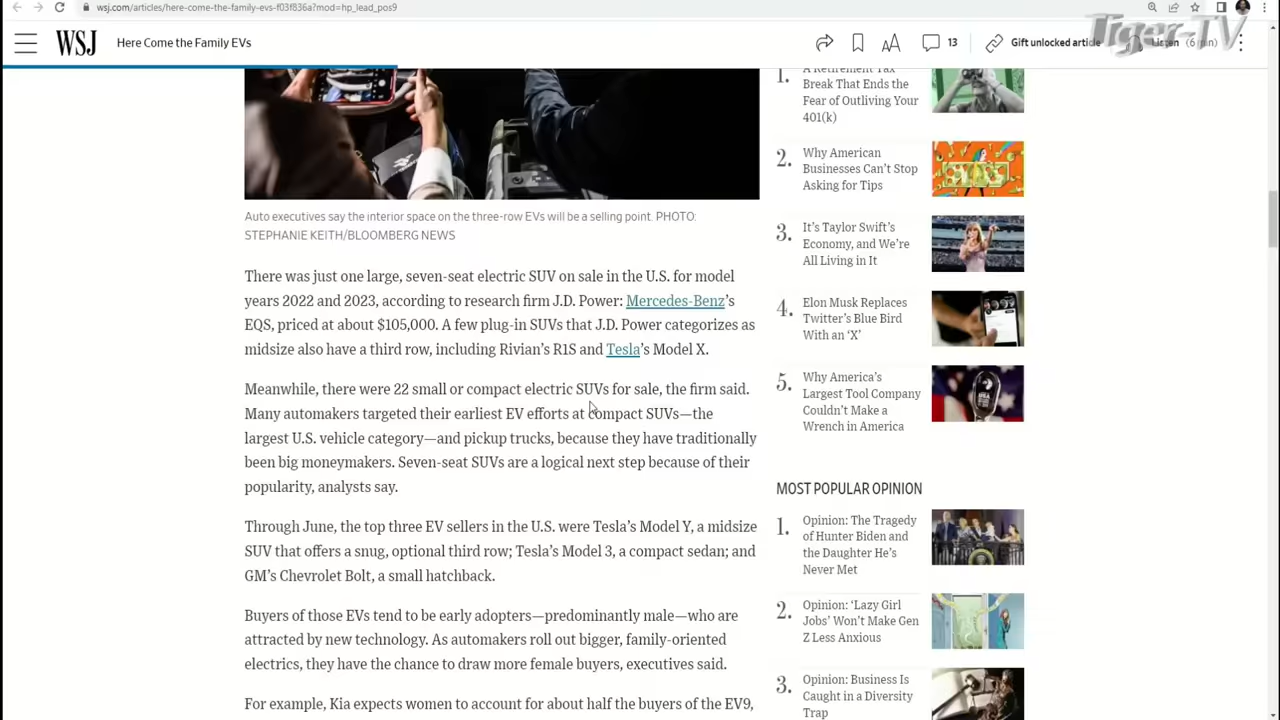 wsj.com/articles/here-come-the-family-evs-f03f836a?mod=hp_lead_pos9
WSJ
Here Come the Family EVs
13
Gift unlocked article
Listen (6 min)
Tiger-TV
Auto executives say the interior space on the three-row EVs will be a selling point. PHOTO:
STEPHANIE KEITH/BLOOMBERG NEWS
There was just one large, seven-seat electric SUV on sale in the U.S. for model
years 2022 and 2023, according to research firm J.D. Power: Mercedes-Benz's
EQS, priced at about $105,000. A few plug-in SUVs that J.D. Power categorizes as
midsize also have a third row, including Rivian's R1S and Tesla's Model X.
Meanwhile, there were 22 small or compact electric SUVs for sale, the firm said.
Many automakers targeted their earliest EV efforts at compact SUVs—the
largest U.S. vehicle category—and pickup trucks, because they have traditionally
been big moneymakers. Seven-seat SUVs are a logical next step because of their
popularity, analysts say.
Through June, the top three EV sellers in the U.S. were Tesla's Model Y, a midsize
SUV that offers a snug, optional third row; Tesla's Model 3, a compact sedan; and
GM's Chevrolet Bolt, a small hatchback.
Buyers of those EVs tend to be early adopters—predominantly male—who are
attracted by new technology. As automakers roll out bigger, family-oriented
electrics, they have the chance to draw more female buyers, executives said.
For example, Kia expects women to account for about half the buyers of the EV9,
1.
A Retirement Tax
Break That Ends the
Fear of Outliving Your
401(k)
2.
Why American
Businesses Can't Stop
Asking for Tips
3.
It's Taylor Swift's
Economy, and We're
All Living in It
4.
Elon Musk Replaces
Twitter's Blue Bird
With an 'X'
5.
Why America's
Largest Tool Company
Couldn't Make a
Wrench in America
MOST POPULAR OPINION
1.
Opinion: The Tragedy
of Hunter Biden and
the Daughter He's
Never Met
2.
Opinion: 'Lazy Girl
Jobs' Won't Make Gen
Z Less Anxious
3.
Opinion: Business Is
Caught in a Diversity
Trap